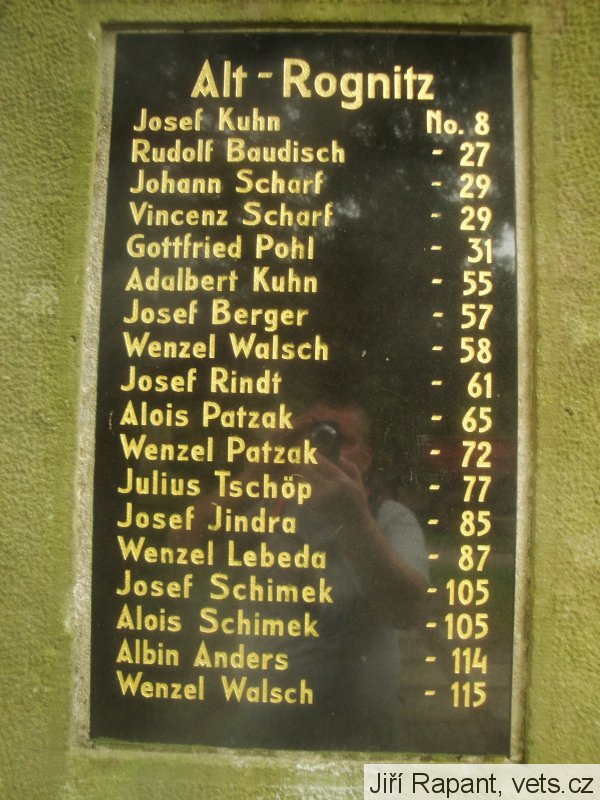 Alt - Rognitz
Josef Kuhn No. 8
Rudolf Baudisch - 27
Johann Scharf - 29
Vincenz Scharf - 29
Gottfried Pohl - 31
Adalbert Kuhn - 55
Josef Berger - 57
Wenzel Walsch - 58
Josef Rindt - 61
Alois Patzak - 65
Wenzel Patzak - 72
Julius Tschöp - 77
Josef Jindra - 85
Wenzel Lebeda - 87
Josef Schimek - 105
Alois Schimek - 105
Albin Anders - 114
Wenzel Walsch - 115
Jiří Rapant, vets.cz